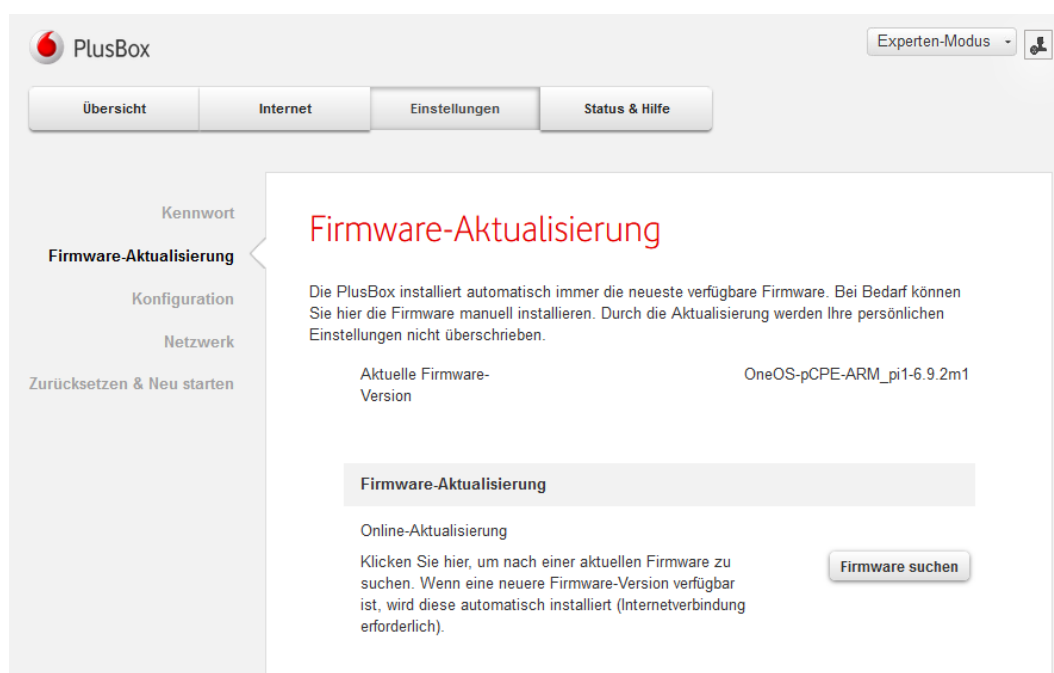 PlusBox
Experten-Modus
Übersicht
Internet
Einstellungen
Status & Hilfe
Kennwort
Firmware-Aktualisierung
Konfiguration
Netzwerk
Zurücksetzen & Neu starten
Firmware-Aktualisierung
Die PlusBox installiert automatisch immer die neueste verfügbare Firmware. Bei Bedarf können
Sie hier die Firmware manuell installieren. Durch die Aktualisierung werden Ihre persönlichen
Einstellungen nicht überschrieben.
Aktuelle Firmware-
Version
OneOS-pCPE-ARM_pi1-6.9.2m1
Firmware-Aktualisierung
Online-Aktualisierung
Klicken Sie hier, um nach einer aktuellen Firmware zu
suchen. Wenn eine neuere Firmware-Version verfügbar
ist, wird diese automatisch installiert (Internetverbindung
erforderlich).
Firmware suchen